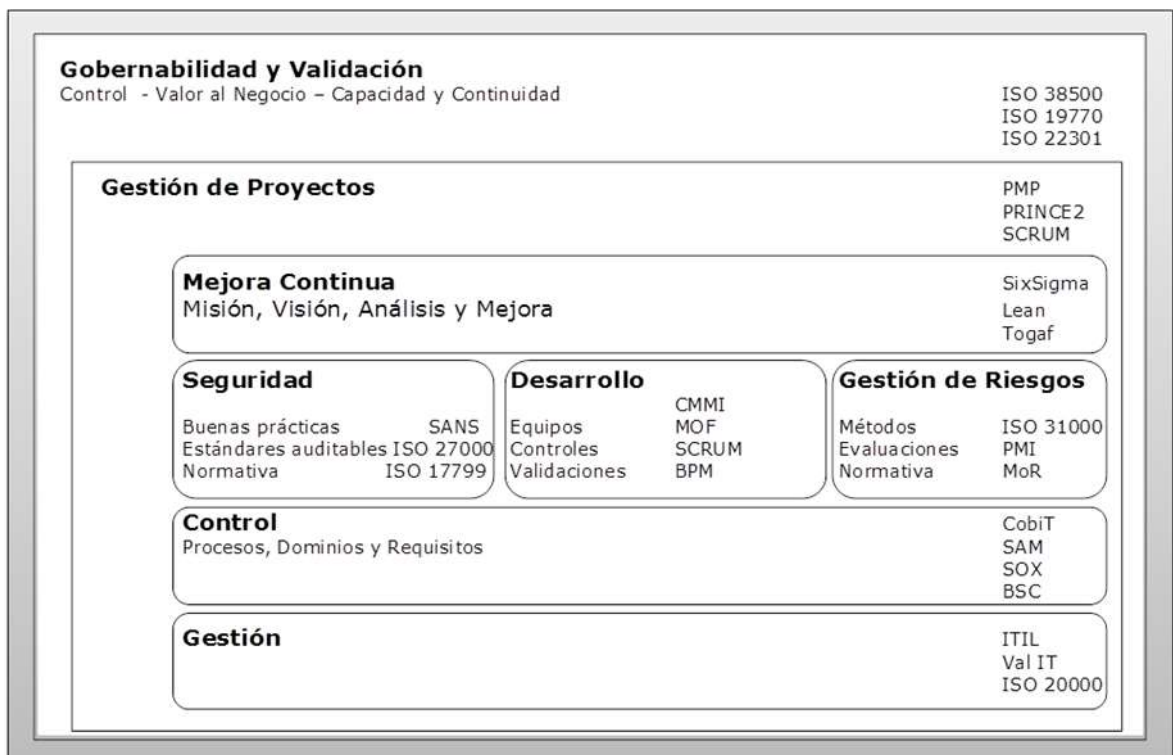 Gobernabilidad y Validación
Control - Valor al Negocio – Capacidad y Continuidad
ISO 38500
ISO 19770
ISO 22301
Gestión de Proyectos
PMP
PRINCE2
SCRUM
Mejora Continua
Misión, Visión, Análisis y Mejora
SixSigma
Lean
Togaf
Seguridad
Buenas prácticas SANS
Estándares auditables ISO 27000
Normativa ISO 17799
Desarrollo
CMMI
Equipos MOF
Controles SCRUM
Validaciones BPM
Gestión de Riesgos
Métodos ISO 31000
Evaluaciones PMI
Normativa MoR
Control
Procesos, Dominios y Requisitos
CobiT
SAM
SOX
BSC
Gestión
ITIL
Val IT
ISO 20000